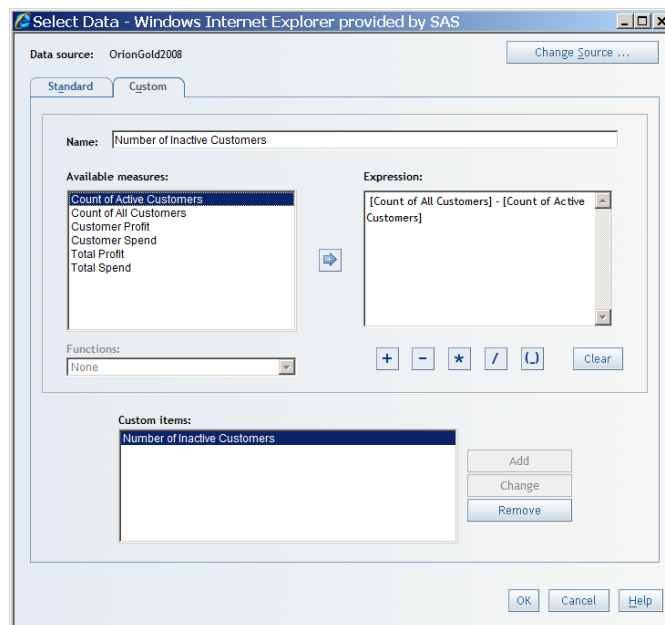 Select Data - Windows Internet Explorer provided by SAS
Data source: OrionGold2008
Change Source ...
Standard Custom
Name: Number of Inactive Customers
Available measures:
Count of Active Customers
Count of All Customers
Customer Profit
Customer Spend
Total Profit
Total Spend
Expression:
[Count of All Customers] - [Count of Active
Customers]
Functions:
None
+ - * / (_) Clear
Custom items:
Number of Inactive Customers
Add
Change
Remove
OK Cancel Help